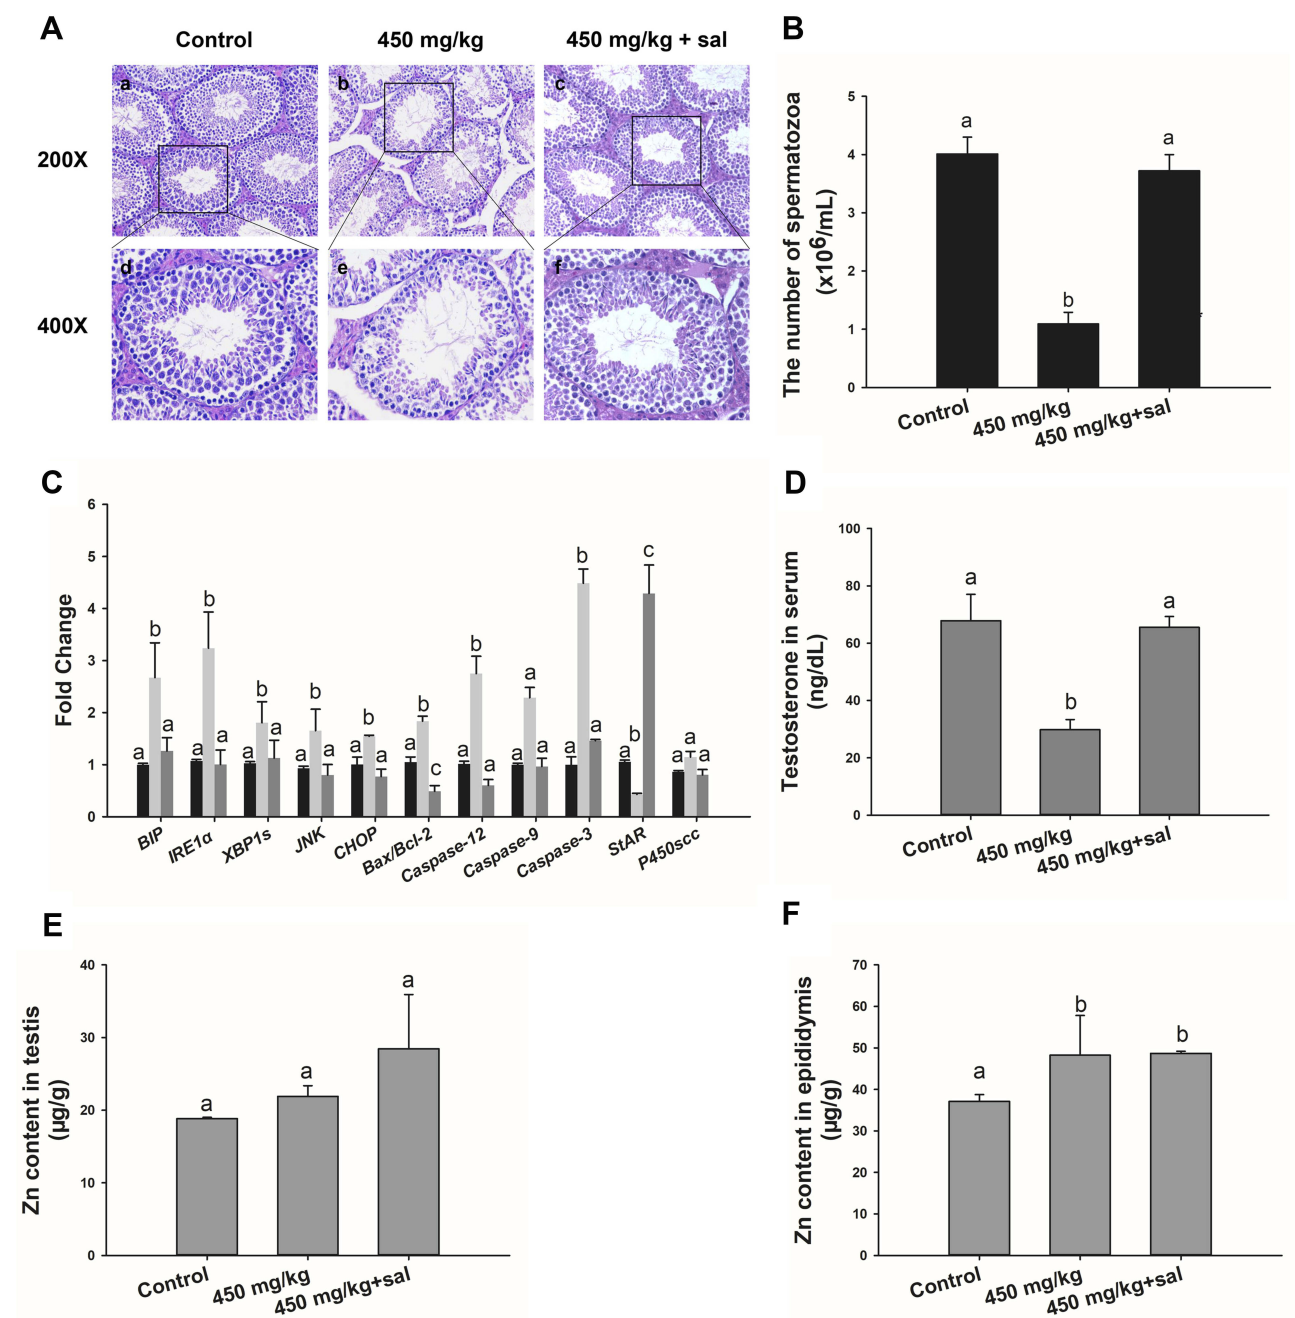 A
Control
450 mg/kg
450 mg/kg + sal
200X
a
b
c
400X
d
e
f
B
The number of spermatozoa
(x10⁶/mL)
5
4
3
2
1
0
a
b
a
*
Control
450 mg/kg
450 mg/kg+sal
C
Fold Change
6
5
4
3
2
1
0
a b a
a b a
a b a
a b a
a b a
a b c
a b a
a a a
a b a
a b c
a a a
BIP
IRE1α
XBP1s
JNK
CHOP
Bax/Bcl-2
Caspase-12
Caspase-9
Caspase-3
StAR
P450scc
D
Testosterone in serum
(ng/dL)
100
80
60
40
20
0
a
b
a
Control
450 mg/kg
450 mg/kg+sal
E
Zn content in testis
(µg/g)
40
30
20
10
0
a
a
a
Control
450 mg/kg
450 mg/kg+sal
F
Zn content in epididymis
(µg/g)
70
60
50
40
30
20
10
0
a
b
b
Control
450 mg/kg
450 mg/kg+sal